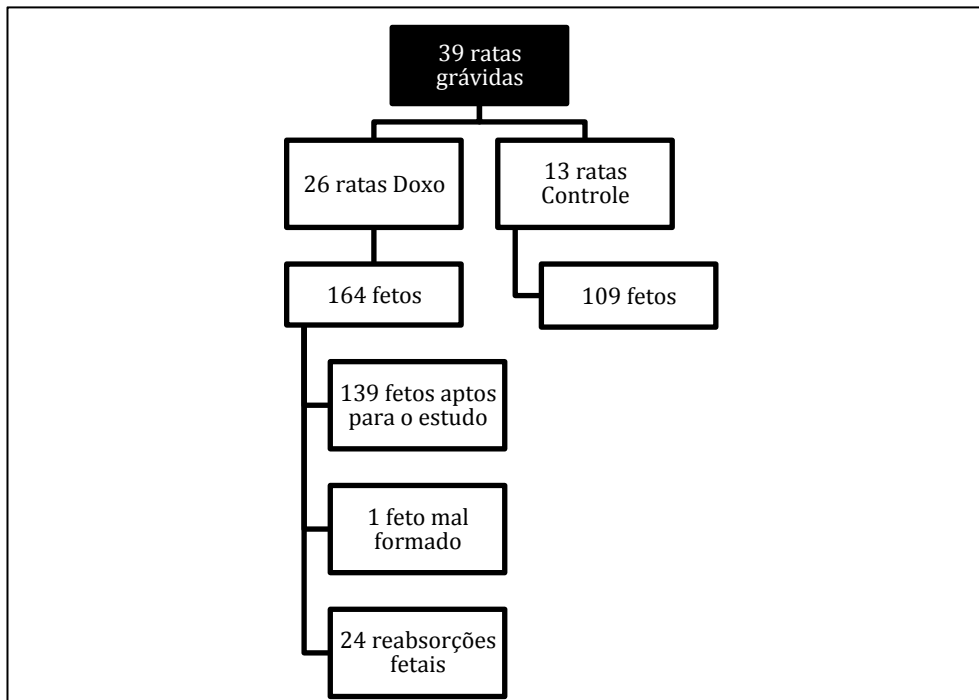 39 ratas
grávidas
26 ratas Doxo
13 ratas
Controle
164 fetos
109 fetos
139 fetos aptos
para o estudo
1 feto mal
formado
24 reabsorções
fetais